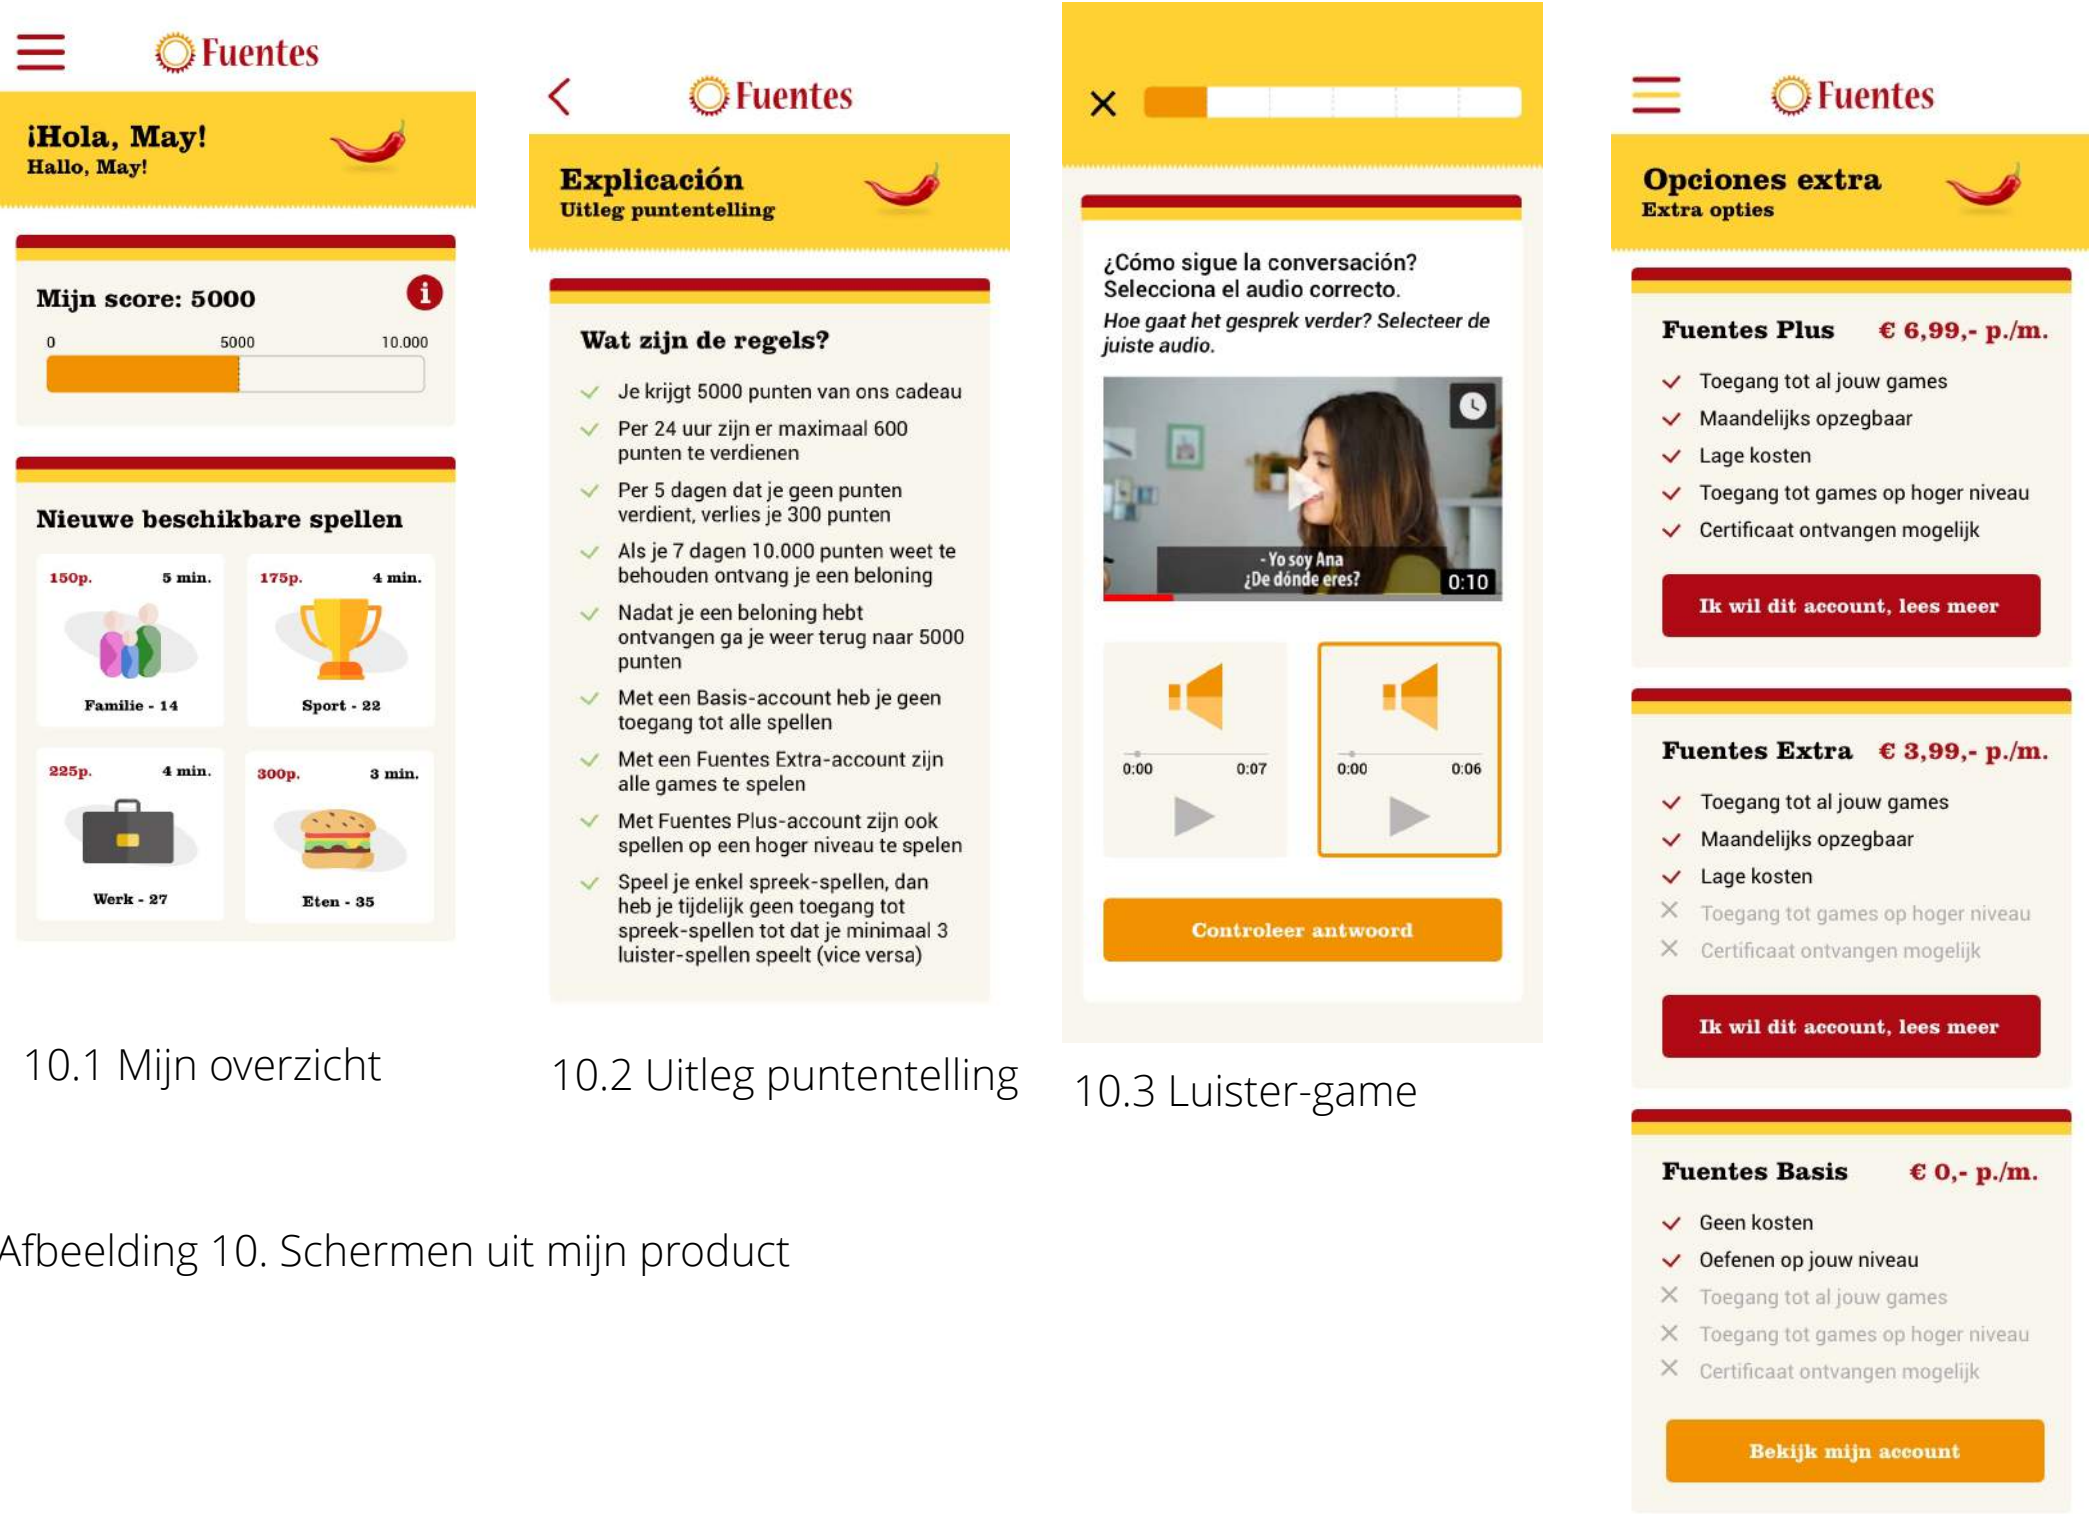 Fuentes
¡Hola, May!
Hallo, May!
Mijn score: 5000
i
0 5000 10.000
Nieuwe beschikbare spellen
150p. 5 min.
Familie - 14
175p. 4 min.
Sport - 22
225p. 4 min.
Werk - 27
300p. 3 min.
Eten - 35
10.1 Mijn overzicht
Fuentes
Explicación
Uitleg puntentelling
Wat zijn de regels?
Je krijgt 5000 punten van ons cadeau
Per 24 uur zijn er maximaal 600
punten te verdienen
Per 5 dagen dat je geen punten
verdient, verlies je 300 punten
Als je 7 dagen 10.000 punten weet te
behouden ontvang je een beloning
Nadat je een beloning hebt
ontvangen ga je weer terug naar 5000
punten
Met een Basis-account heb je geen
toegang tot alle spellen
Met een Fuentes Extra-account zijn
alle games te spelen
Met Fuentes Plus-account zijn ook
spellen op een hoger niveau te spelen
Speel je enkel spreek-spellen, dan
heb je tijdelijk geen toegang tot
spreek-spellen tot dat je minimaal 3
luister-spellen speelt (vice versa)
10.2 Uitleg puntentelling
¿Cómo sigue la conversación?
Selecciona el audio correcto.
Hoe gaat het gesprek verder? Selecteer de
juiste audio.
- Yo soy Ana
¿De dónde eres?
0:10
0:00 0:07
0:00 0:06
Controleer antwoord
10.3 Luister-game
Fuentes
Opciones extra
Extra opties
Fuentes Plus € 6,99,- p./m.
Toegang tot al jouw games
Maandelijks opzegbaar
Lage kosten
Toegang tot games op hoger niveau
Certificaat ontvangen mogelijk
Ik wil dit account, lees meer
Fuentes Extra € 3,99,- p./m.
Toegang tot al jouw games
Maandelijks opzegbaar
Lage kosten
Toegang tot games op hoger niveau
Certificaat ontvangen mogelijk
Ik wil dit account, lees meer
Fuentes Basis € 0,- p./m.
Geen kosten
Oefenen op jouw niveau
Toegang tot al jouw games
Toegang tot games op hoger niveau
Certificaat ontvangen mogelijk
Bekijk mijn account
Afbeelding 10. Schermen uit mijn product